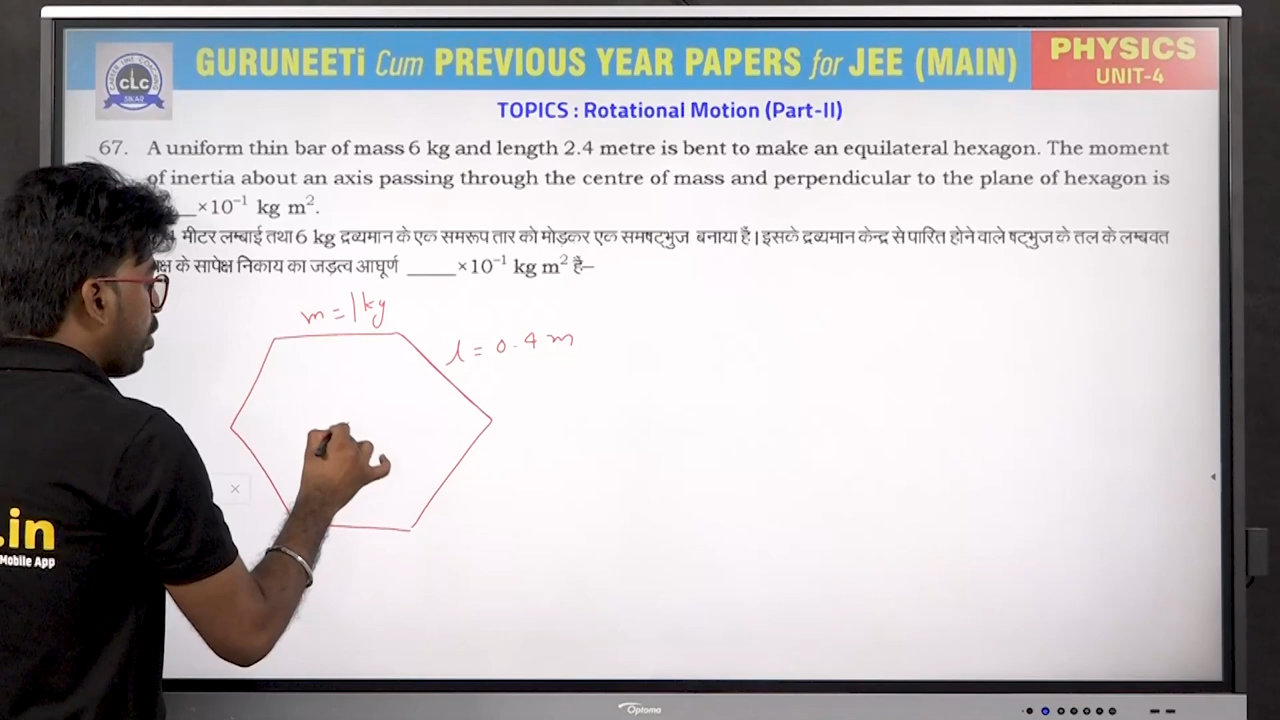 GURUNEETi Cum PREVIOUS YEAR PAPERS for JEE (MAIN)
PHYSICS
UNIT-4
CLC
SIKAR
TOPICS : Rotational Motion (Part-II)
67. A uniform thin bar of mass 6 kg and length 2.4 metre is bent to make an equilateral hexagon. The moment
of inertia about an axis passing through the centre of mass and perpendicular to the plane of hexagon is
__×10⁻¹ kg m².
मीटर लम्बाई तथा 6 kg द्रव्यमान के एक समरूप तार को मोड़कर एक समषट्भुज बनाया है। इसके द्रव्यमान केन्द्र से पारित होने वाले षट्भुज के तल के लम्बवत
के सापेक्ष निकाय का जड़त्व आघूर्ण _____×10⁻¹ kg m² है–
m = 1 kg
l = 0.4 m
.in
Mobile App
Optoma